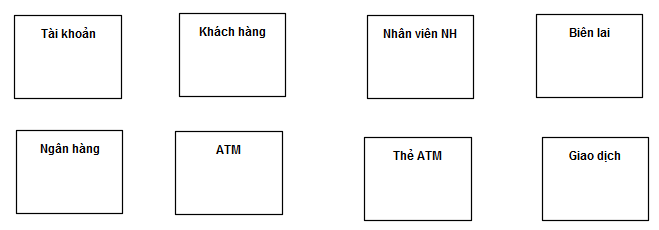 Tài khoản
Khách hàng
Nhân viên NH
Biên lai
Ngân hàng
ATM
Thẻ ATM
Giao dịch